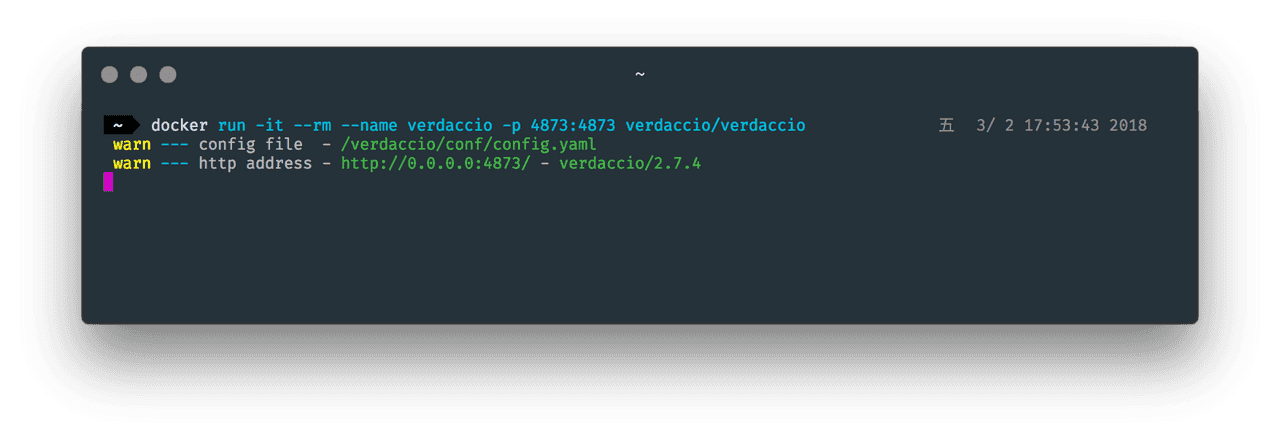 ~
~ docker run -it --rm --name verdaccio -p 4873:4873 verdaccio/verdaccio 五 3/ 2 17:53:43 2018
warn --- config file - /verdaccio/conf/config.yaml
warn --- http address - http://0.0.0.0:4873/ - verdaccio/2.7.4